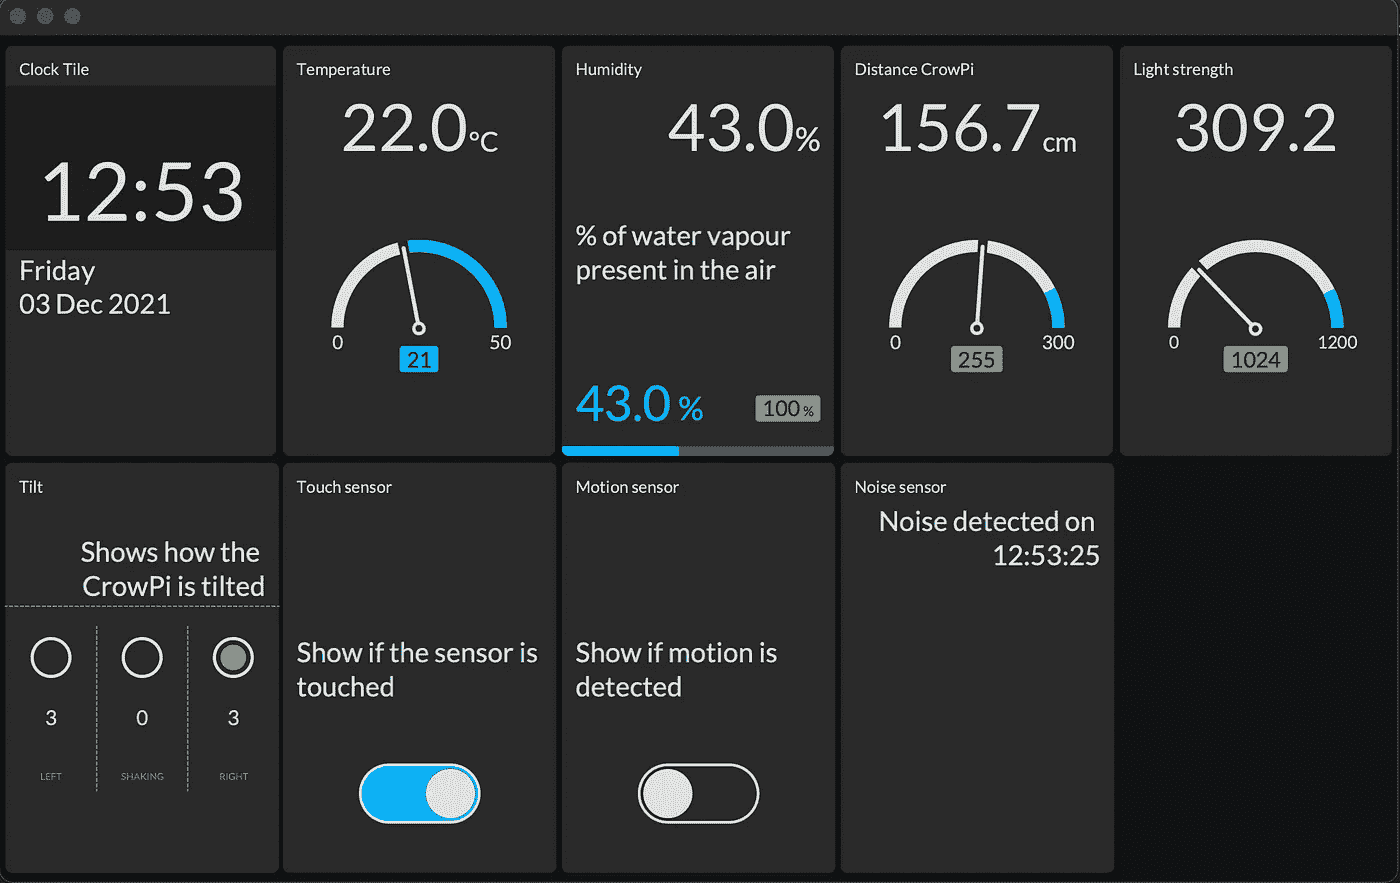 Clock Tile
12:53
Friday
03 Dec 2021
Temperature
22.0°C
0
50
21
Humidity
43.0%
% of water vapour
present in the air
43.0 %
100 %
Distance CrowPi
156.7 cm
0
300
255
Light strength
309.2
0
1200
1024
Tilt
Shows how the
CrowPi is tilted
3
0
3
LEFT
SHAKING
RIGHT
Touch sensor
Show if the sensor is
touched
Motion sensor
Show if motion is
detected
Noise sensor
Noise detected on
12:53:25